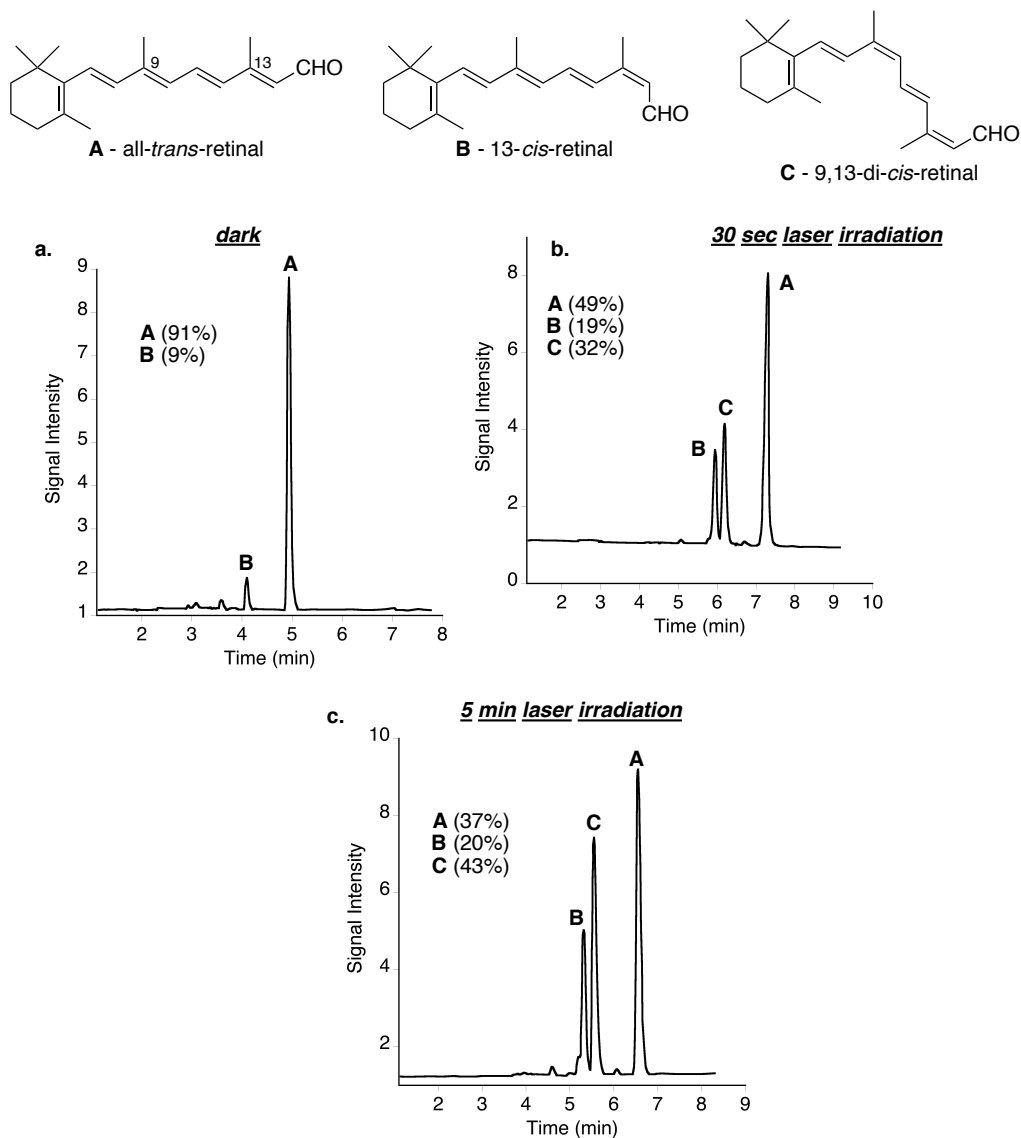 9
13
CHO
CHO
CHO
A - all-trans-retinal
B - 13-cis-retinal
C - 9,13-di-cis-retinal
a.
dark
A
A (91%)
B (9%)
B
Signal Intensity
9
8
7
6
5
4
3
2
1
2 3 4 5 6 7 8
Time (min)
b.
30 sec laser irradiation
A
A (49%)
B (19%)
C (32%)
C
B
Signal Intensity
8
6
4
2
0
2 3 4 5 6 7 8 9 10
Time (min)
c.
5 min laser irradiation
A
A (37%)
B (20%)
C (43%)
C
B
Signal Intensity
10
8
6
4
2
2 3 4 5 6 7 8 9
Time (min)